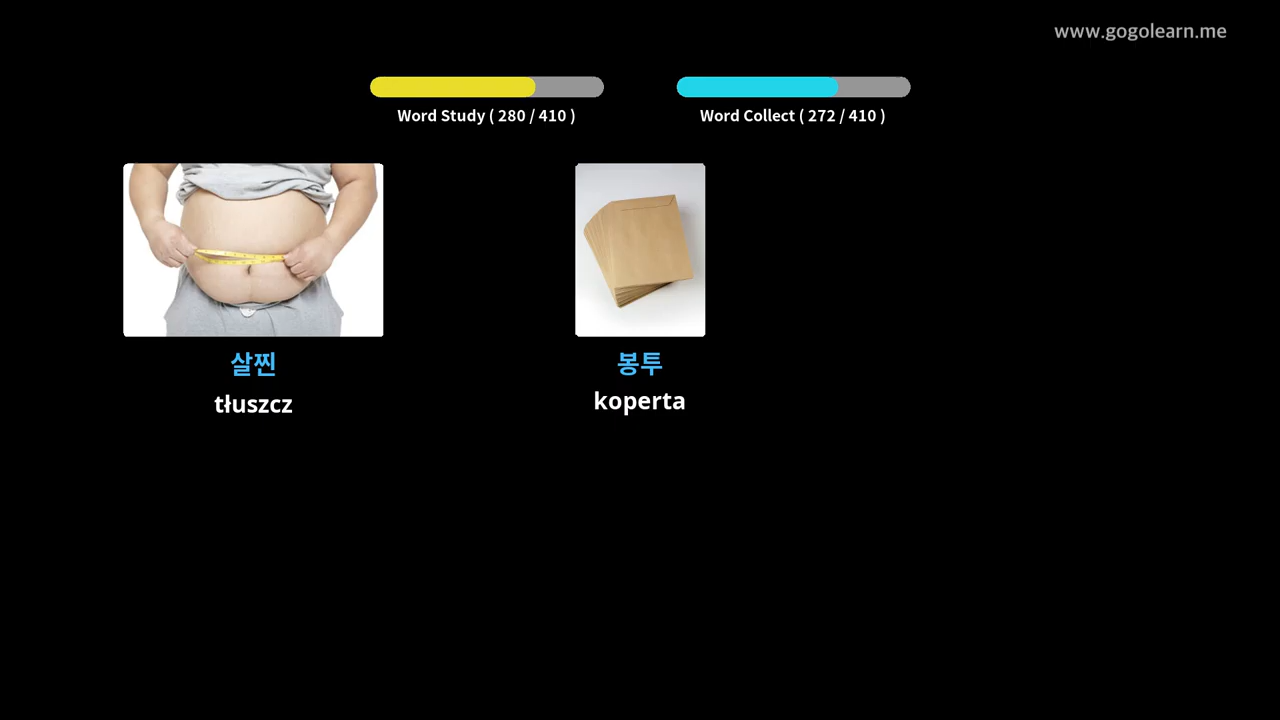 www.gogolearn.me
Word Study ( 280 / 410 )
Word Collect ( 272 / 410 )
살찐
tłuszcz
봉투
koperta